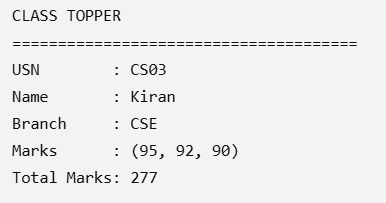 CLASS TOPPER
======================================
USN        : CS03
Name       : Kiran
Branch     : CSE
Marks      : (95, 92, 90)
Total Marks: 277